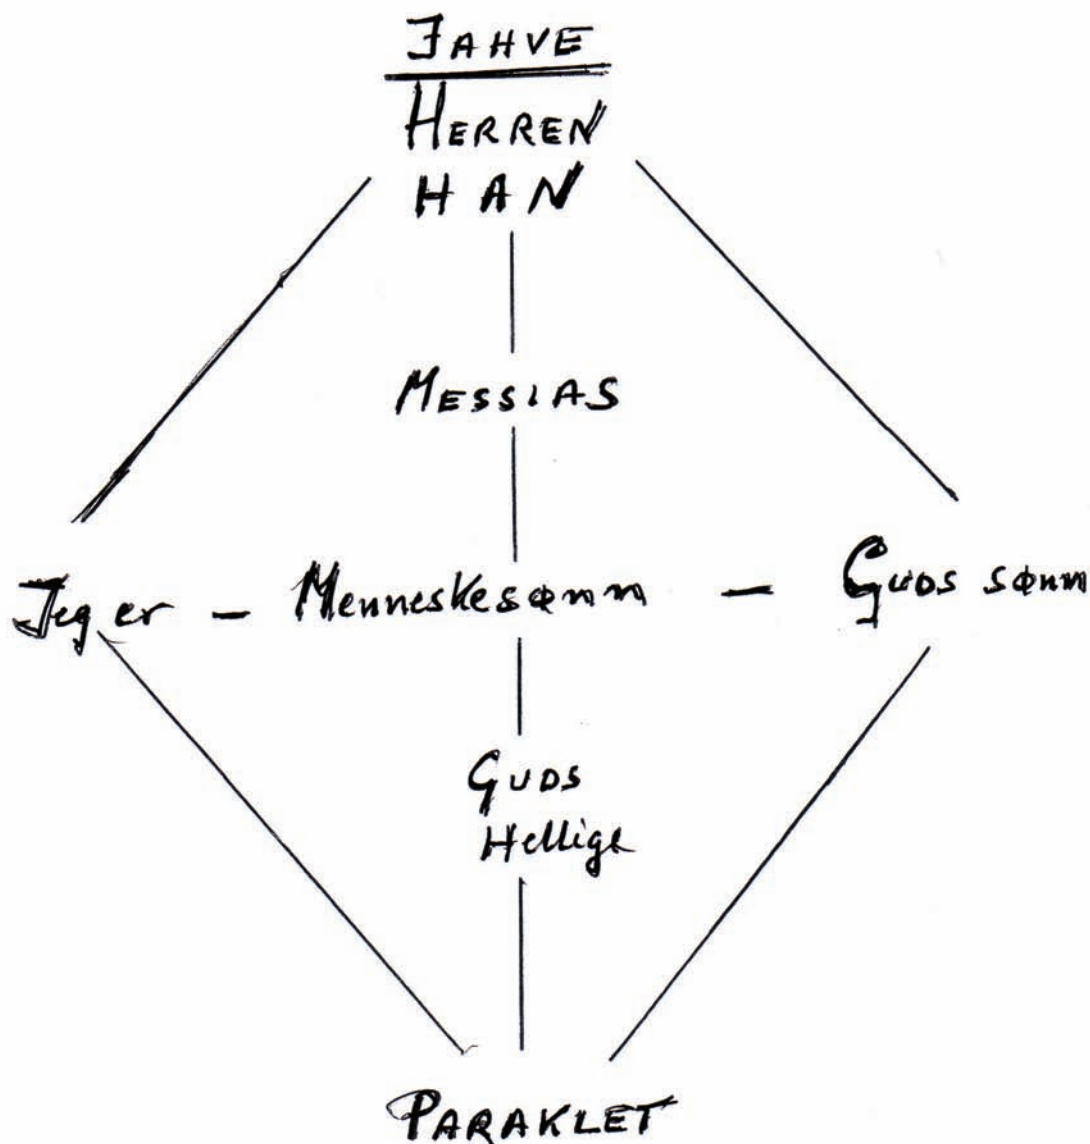 JAHVE
HERREN
HAN
MESSIAS
Jeg er – Menneskesønn – GUDS sønn
GUDS
Hellige
PARAKLET